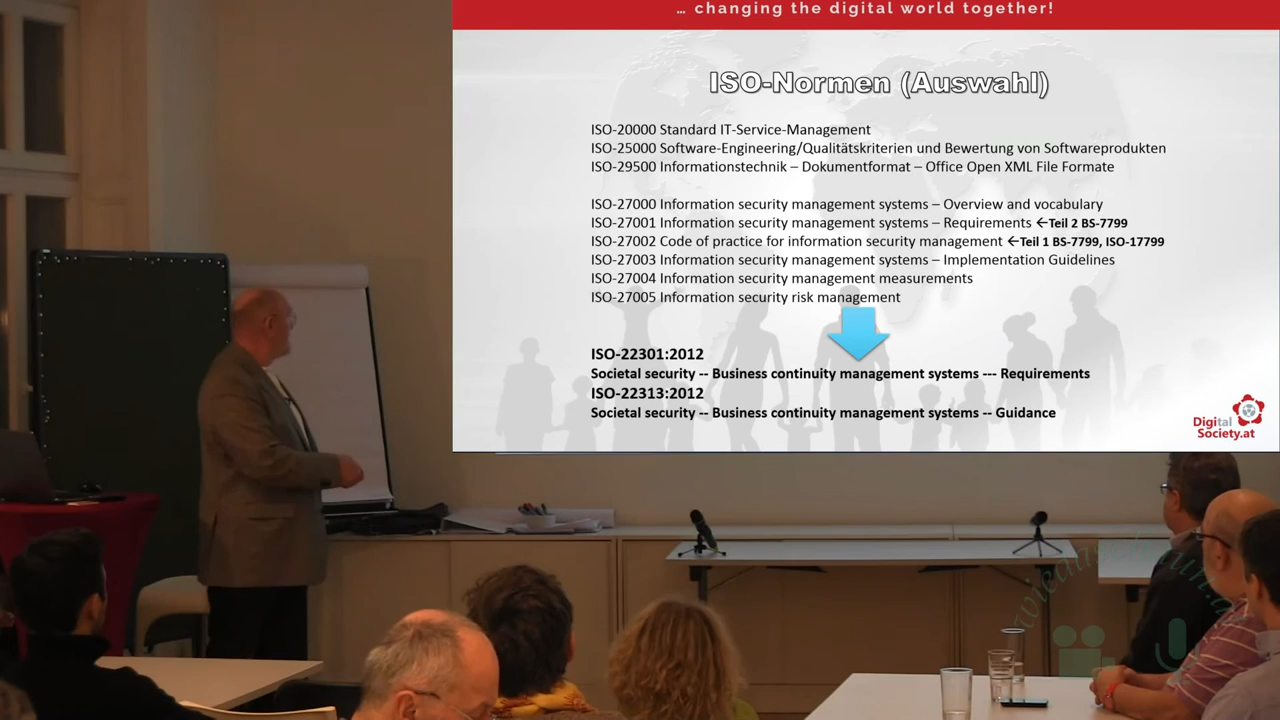 … changing the digital world together!
ISO-Normen (Auswahl)
ISO-20000 Standard IT-Service-Management
ISO-25000 Software-Engineering/Qualitätskriterien und Bewertung von Softwareprodukten
ISO-29500 Informationstechnik – Dokumentformat – Office Open XML File Formate
ISO-27000 Information security management systems – Overview and vocabulary
ISO-27001 Information security management systems – Requirements ←Teil 2 BS-7799
ISO-27002 Code of practice for information security management ←Teil 1 BS-7799, ISO-17799
ISO-27003 Information security management systems – Implementation Guidelines
ISO-27004 Information security management measurements
ISO-27005 Information security risk management
ISO-22301:2012
Societal security -- Business continuity management systems --- Requirements
ISO-22313:2012
Societal security -- Business continuity management systems -- Guidance
Digital
Society.at